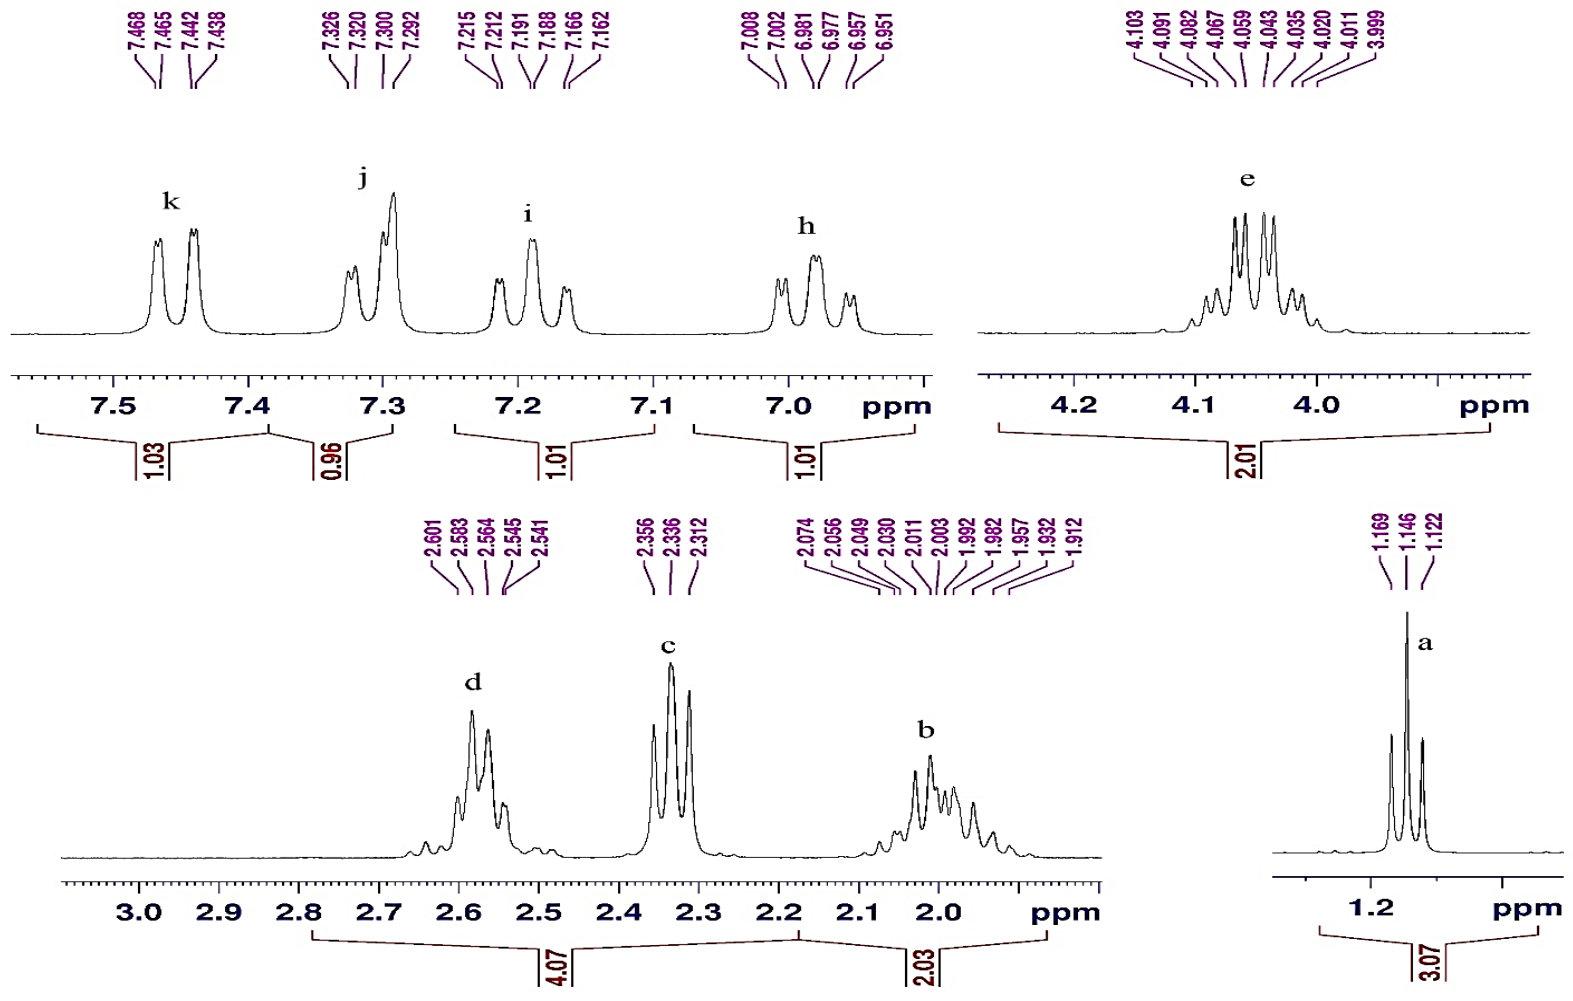 7.468 7.465 7.442 7.438 7.326 7.320 7.300 7.292 7.215 7.212 7.191 7.188 7.166 7.162 7.008 7.002 6.981 6.977 6.957 6.951 4.103 4.091 4.082 4.067 4.059 4.043 4.035 4.020 4.011 3.999
k j i h e
7.5 7.4 7.3 7.2 7.1 7.0 ppm 4.2 4.1 4.0 ppm
1.03 0.96 1.01 1.01 2.01
2.601 2.583 2.564 2.545 2.541 2.356 2.336 2.312 2.074 2.056 2.049 2.030 2.011 2.003 1.992 1.982 1.957 1.932 1.912 1.169 1.146 1.122
d c b a
3.0 2.9 2.8 2.7 2.6 2.5 2.4 2.3 2.2 2.1 2.0 ppm 1.2 ppm
4.07 2.03 3.07